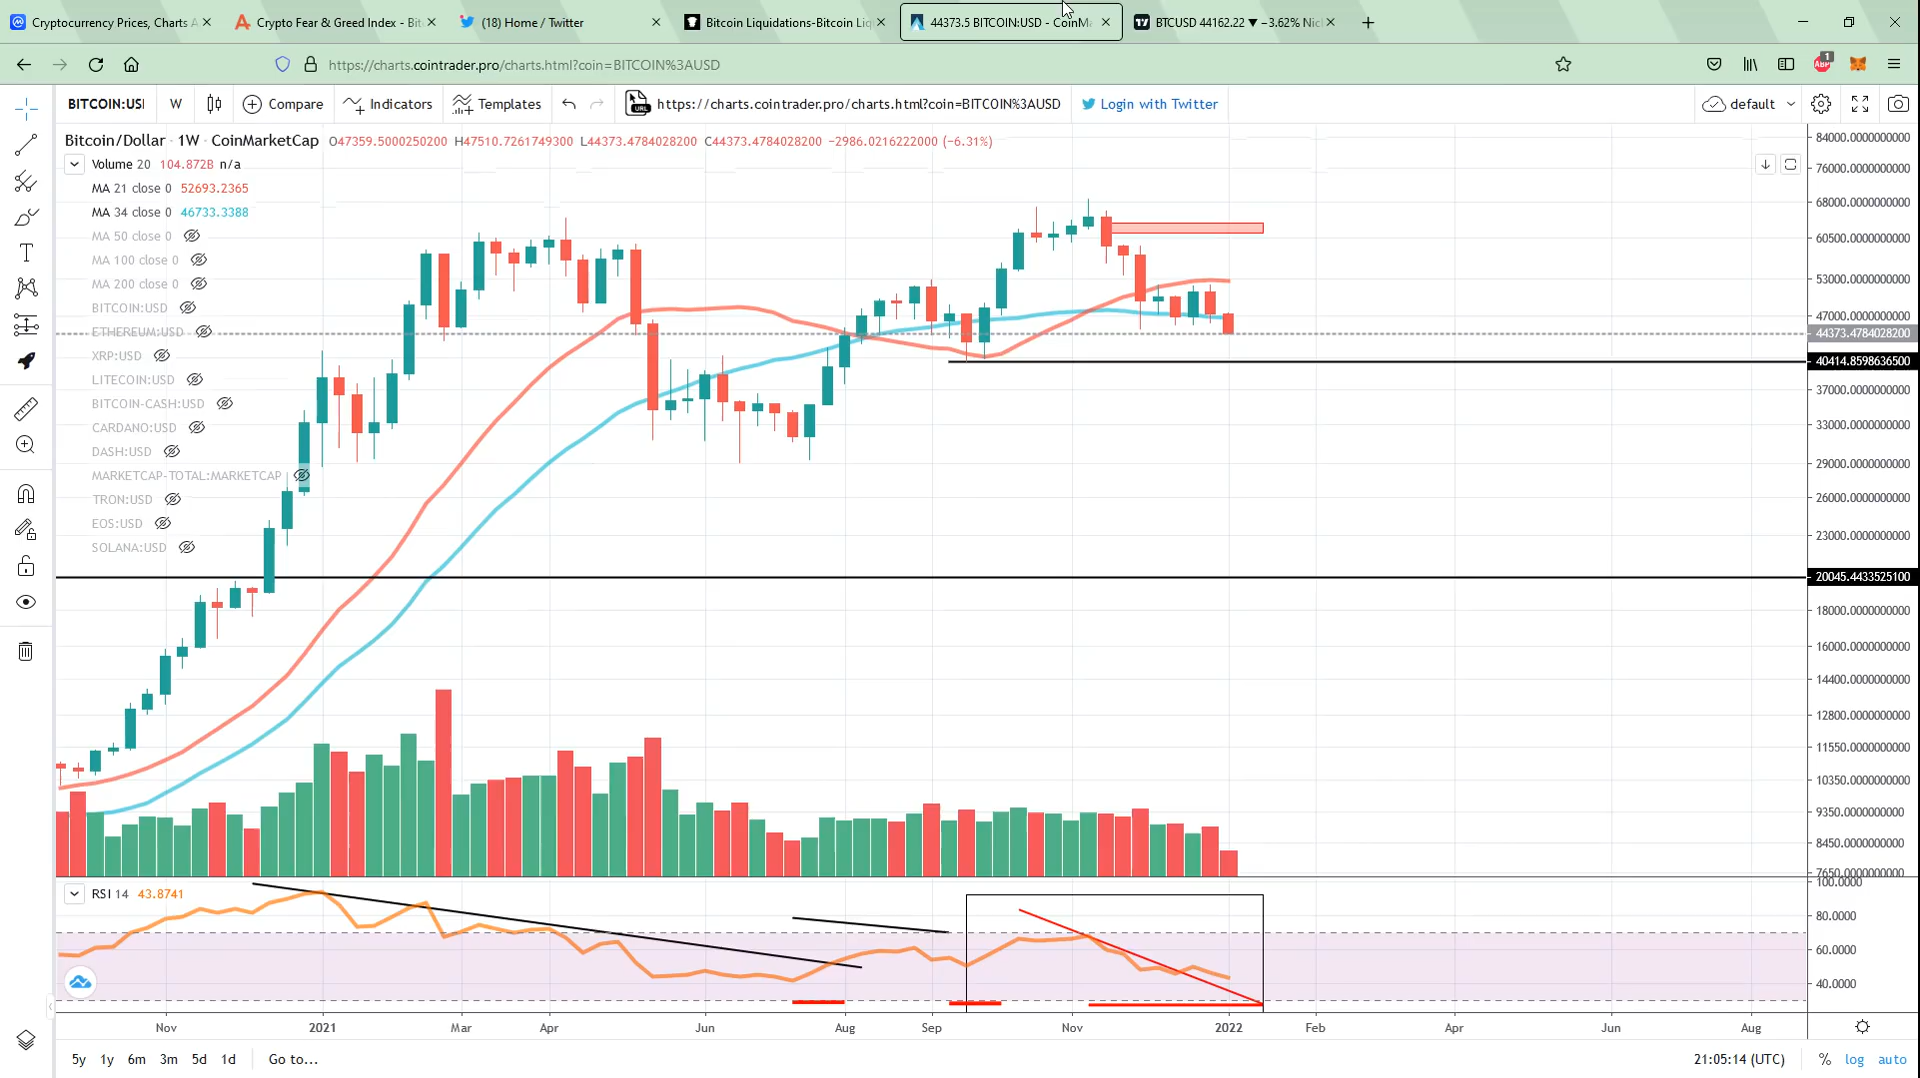 Cryptocurrency Prices, Charts A
Crypto Fear & Greed Index - Bit
(18) Home / Twitter
Bitcoin Liquidations-Bitcoin Liq
44373.5 BITCOIN:USD - CoinM
BTCUSD 44162.22 ▼ −3.62% Nic
https://charts.cointrader.pro/charts.html?coin=BITCOIN%3AUSD
1
BITCOIN:USI
W
Compare
Indicators
Templates
URL
https://charts.cointrader.pro/charts.html?coin=BITCOIN%3AUSD
Login with Twitter
default
Bitcoin/Dollar · 1W · CoinMarketCap O47359.5000250200 H47510.7261749300 L44373.4784028200 C44373.4784028200 −2986.0216222000 (−6.31%)
Volume 20 104.872B n/a
MA 21 close 0 52693.2365
MA 34 close 0 46733.3388
MA 50 close 0
MA 100 close 0
MA 200 close 0
BITCOIN:USD
ETHEREUM:USD
XRP:USD
LITECOIN:USD
BITCOIN-CASH:USD
CARDANO:USD
DASH:USD
MARKETCAP-TOTAL:MARKETCAP
TRON:USD
EOS:USD
SOLANA:USD
84000.0000000000
76000.0000000000
68000.0000000000
60500.0000000000
53000.0000000000
47000.0000000000
44373.4784028200
40414.8598636500
37000.0000000000
33000.0000000000
29000.0000000000
26000.0000000000
23000.0000000000
20045.4433525100
18000.0000000000
16000.0000000000
14400.0000000000
12800.0000000000
11550.0000000000
10350.0000000000
9350.0000000000
8450.0000000000
7650.0000000000
RSI 14 43.8741
100.0000
80.0000
60.0000
40.0000
Nov
2021
Mar
Apr
Jun
Aug
Sep
Nov
2022
Feb
Apr
Jun
Aug
5y 1y 6m 3m 5d 1d Go to...
21:05:14 (UTC) % log auto